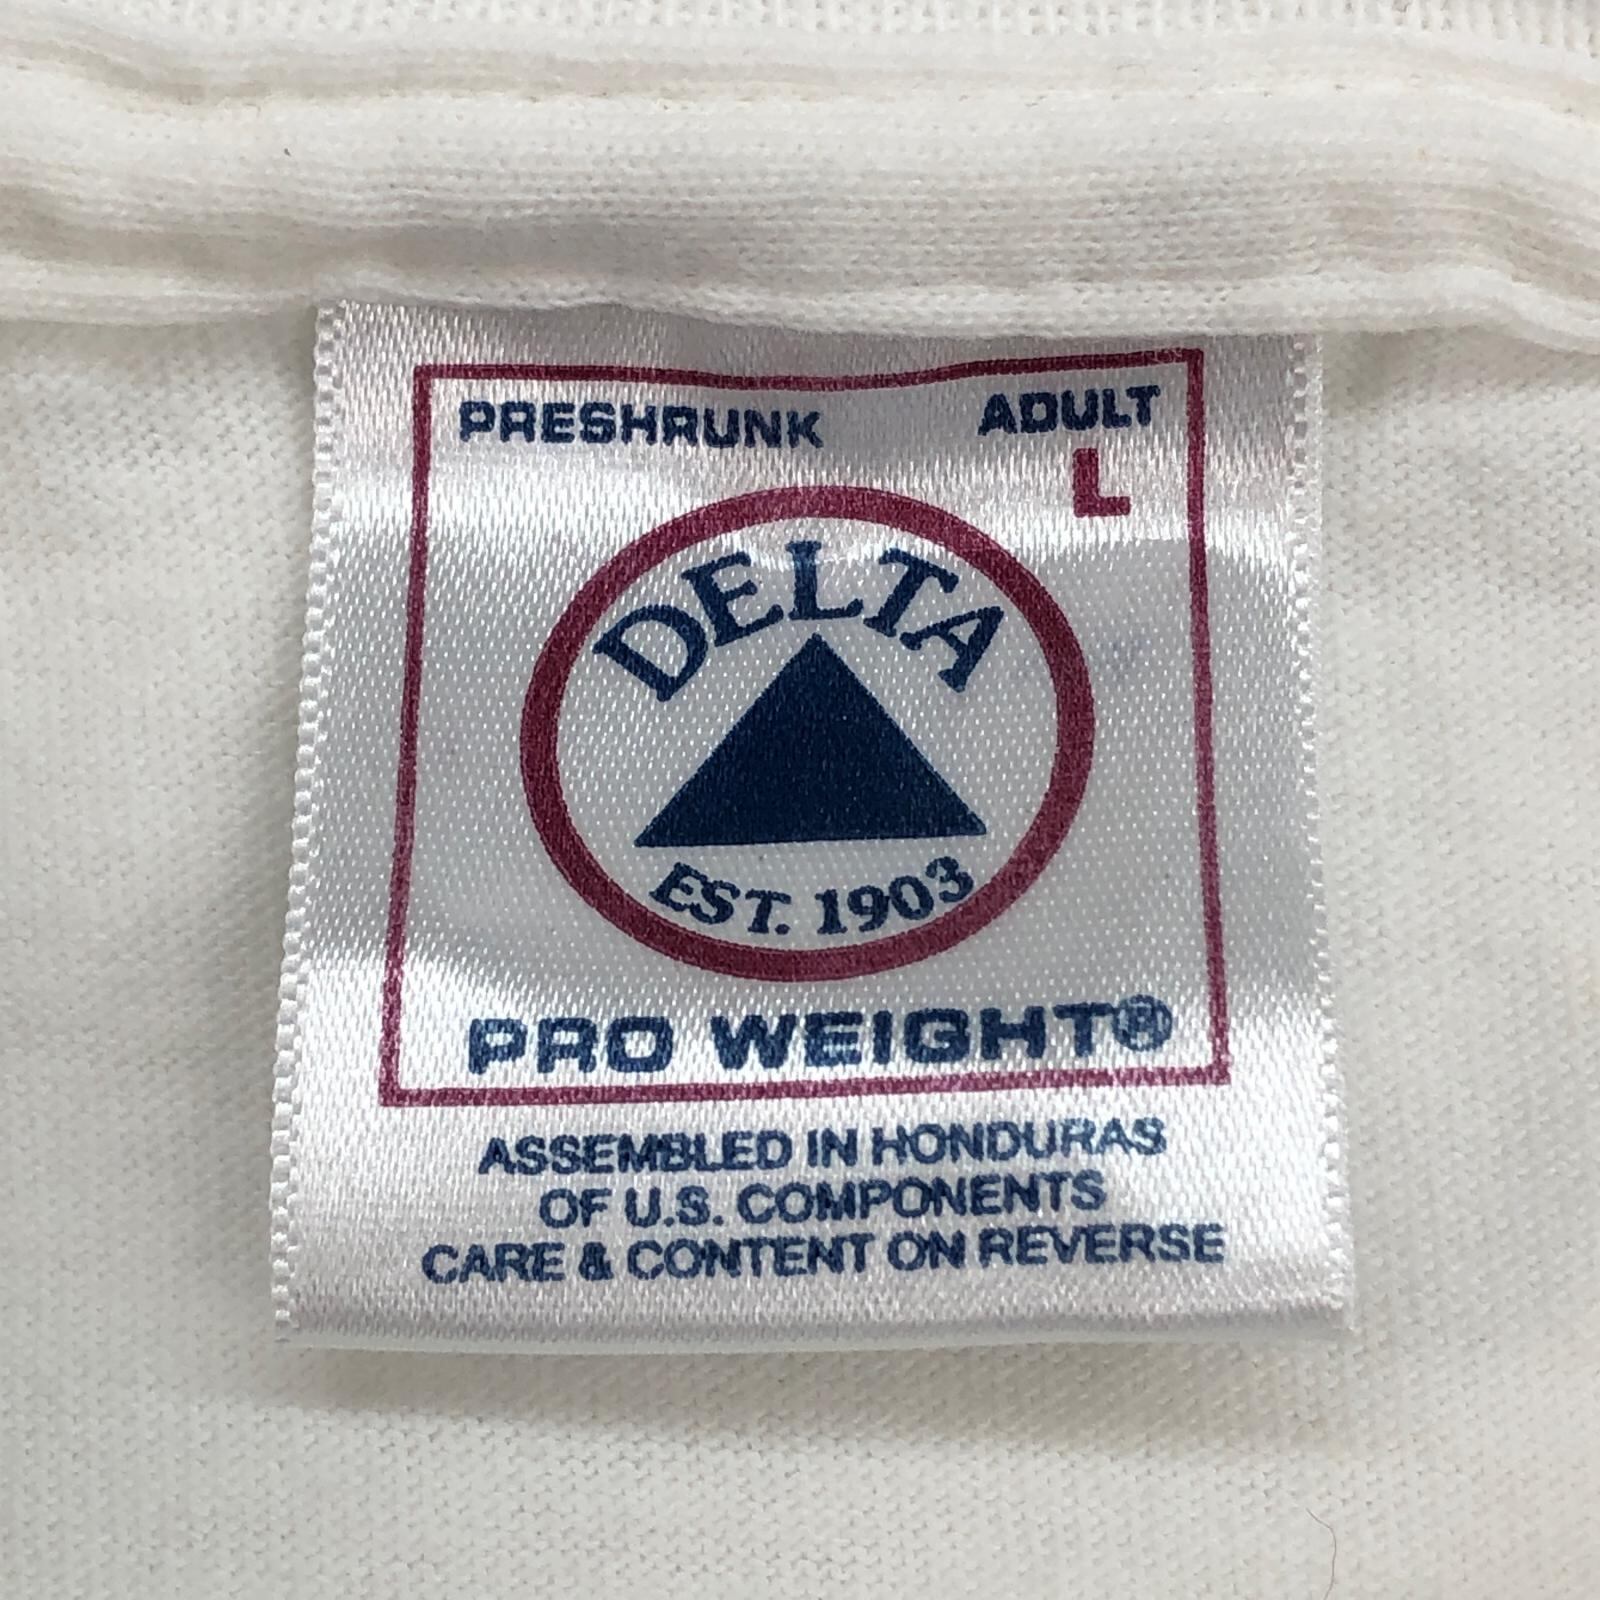 PRESHRUNK ADULT
L
DELTA
EST. 1903
PRO WEIGHT®
ASSEMBLED IN HONDURAS
OF U.S. COMPONENTS
CARE & CONTENT ON REVERSE